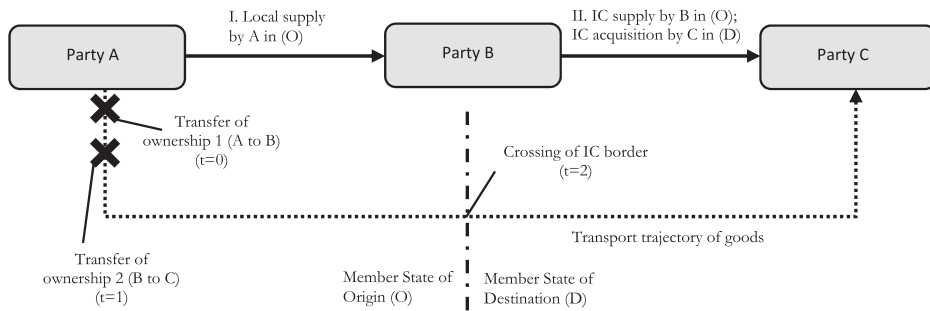 I. Local supply
by A in (O)
II. IC supply by B in (O);
IC acquisition by C in (D)
Party A
Party B
Party C
Transfer of
ownership 1 (A to B)
(t=0)
Crossing of IC border
(t=2)
Transport trajectory of goods
Transfer of
ownership 2 (B to C)
(t=1)
Member State of
Origin (O)
Member State of
Destination (D)